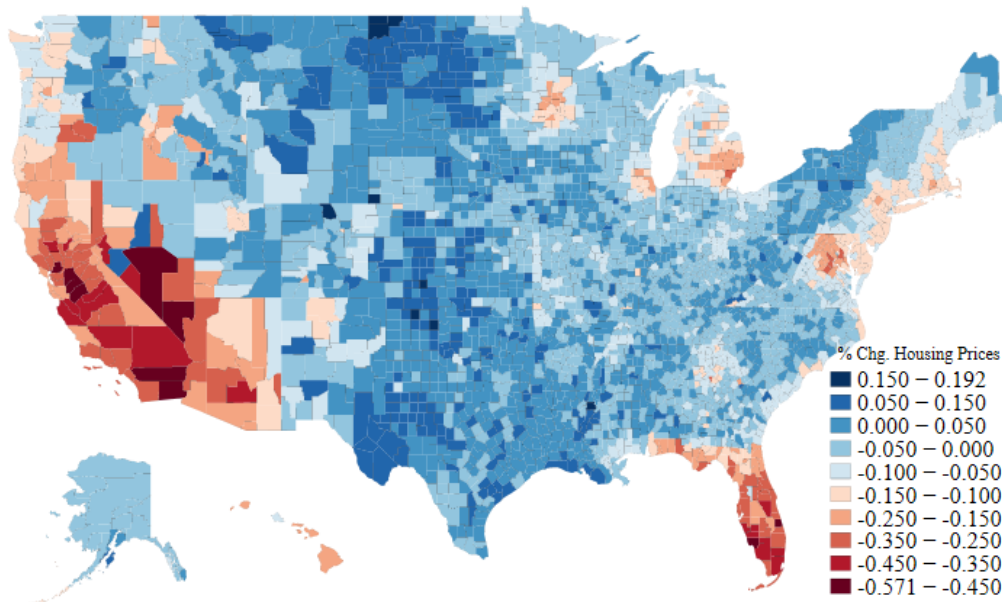 % Chg. Housing Prices
0.150 – 0.192
0.050 – 0.150
0.000 – 0.050
-0.050 – 0.000
-0.100 – -0.050
-0.150 – -0.100
-0.250 – -0.150
-0.350 – -0.250
-0.450 – -0.350
-0.571 – -0.450